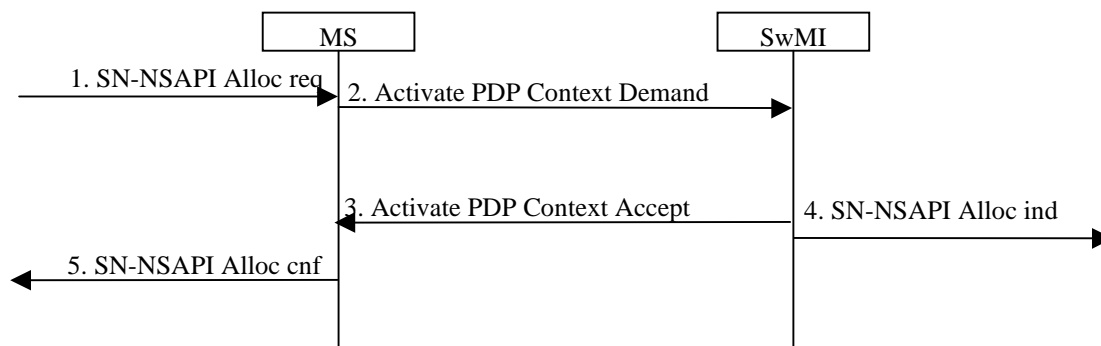 MS
SwMI
1. SN-NSAPI Alloc req
2. Activate PDP Context Demand
3. Activate PDP Context Accept
4. SN-NSAPI Alloc ind
5. SN-NSAPI Alloc cnf